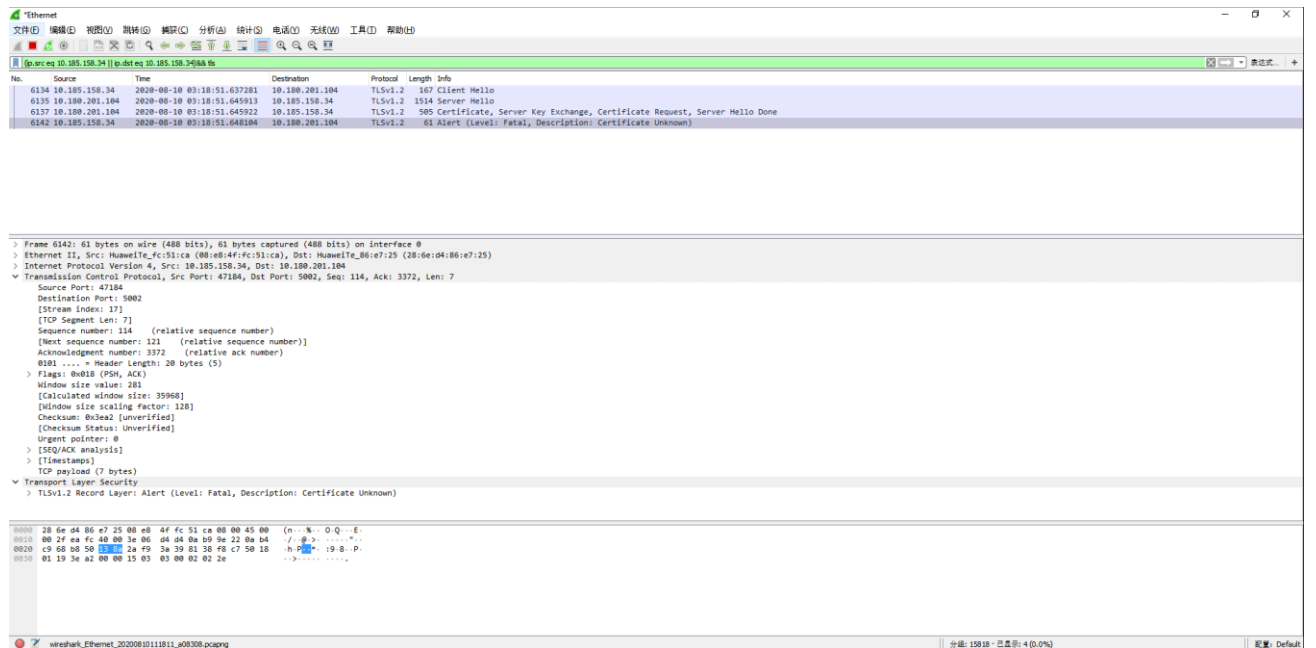 *Ethernet
文件(F) 编辑(E) 视图(V) 跳转(G) 捕获(C) 分析(A) 统计(S) 电话(Y) 无线(W) 工具(T) 帮助(H)
(ip.src eq 10.185.158.34 || ip.dst eq 10.185.158.34)&& tls 表达式… +
No. Source Time Destination Protocol Length Info
6134 10.185.158.34 2020-08-10 03:18:51.637281 10.180.201.104 TLSv1.2 167 Client Hello
6135 10.180.201.104 2020-08-10 03:18:51.645913 10.185.158.34 TLSv1.2 1514 Server Hello
6137 10.180.201.104 2020-08-10 03:18:51.645922 10.185.158.34 TLSv1.2 505 Certificate, Server Key Exchange, Certificate Request, Server Hello Done
6142 10.185.158.34 2020-08-10 03:18:51.648104 10.180.201.104 TLSv1.2 61 Alert (Level: Fatal, Description: Certificate Unknown)
> Frame 6142: 61 bytes on wire (488 bits), 61 bytes captured (488 bits) on interface 0
> Ethernet II, Src: HuaweiTe_fc:51:ca (08:e8:4f:fc:51:ca), Dst: HuaweiTe_86:e7:25 (28:6e:d4:86:e7:25)
> Internet Protocol Version 4, Src: 10.185.158.34, Dst: 10.180.201.104
Transmission Control Protocol, Src Port: 47184, Dst Port: 5002, Seq: 114, Ack: 3372, Len: 7
Source Port: 47184
Destination Port: 5002
[Stream index: 17]
[TCP Segment Len: 7]
Sequence number: 114 (relative sequence number)
[Next sequence number: 121 (relative sequence number)]
Acknowledgment number: 3372 (relative ack number)
0101 .... = Header Length: 20 bytes (5)
> Flags: 0x018 (PSH, ACK)
Window size value: 281
[Calculated window size: 35968]
[Window size scaling factor: 128]
Checksum: 0x3ea2 [unverified]
[Checksum Status: Unverified]
Urgent pointer: 0
> [SEQ/ACK analysis]
> [Timestamps]
TCP payload (7 bytes)
Transport Layer Security
> TLSv1.2 Record Layer: Alert (Level: Fatal, Description: Certificate Unknown)
0000 28 6e d4 86 e7 25 08 e8 4f fc 51 ca 08 00 45 00 (n···%·· O·Q···E·
0010 00 2f ea fc 40 00 3e 06 d4 d4 0a b9 9e 22 0a b4 ·/··@·>· ·····"··
0020 c9 68 b8 50 13 8a 2a f9 3a 39 81 38 f8 c7 50 18 ·h·P··*· :9·8··P·
0030 01 19 3e a2 00 00 15 03 03 00 02 02 2e ··>····· ····.
wireshark_Ethernet_20200810111811_a08308.pcapng 分组: 15818 · 已显示: 4 (0.0%) 配置: Default